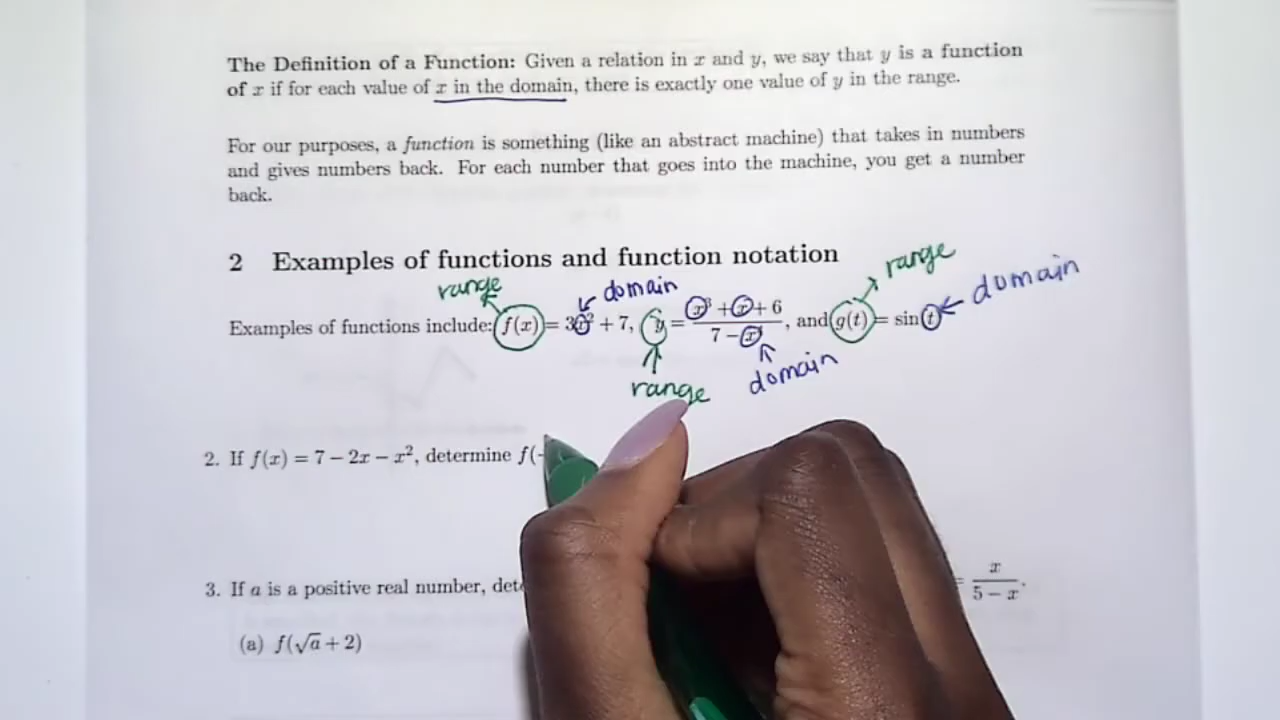 The Definition of a Function: Given a relation in x and y, we say that y is a function
of x if for each value of x in the domain, there is exactly one value of y in the range.
For our purposes, a function is something (like an abstract machine) that takes in numbers
and gives numbers back. For each number that goes into the machine, you get a number
back.
2 Examples of functions and function notation
range
range domain domain
Examples of functions include: f(x) = 3x² + 7, y = (x³ + x + 6)/(7 − x), and g(t) = sin t
range domain
2. If f(x) = 7 − 2x − x², determine f(-
3. If a is a positive real number, = x/(5 − x).
(a) f(√a + 2)